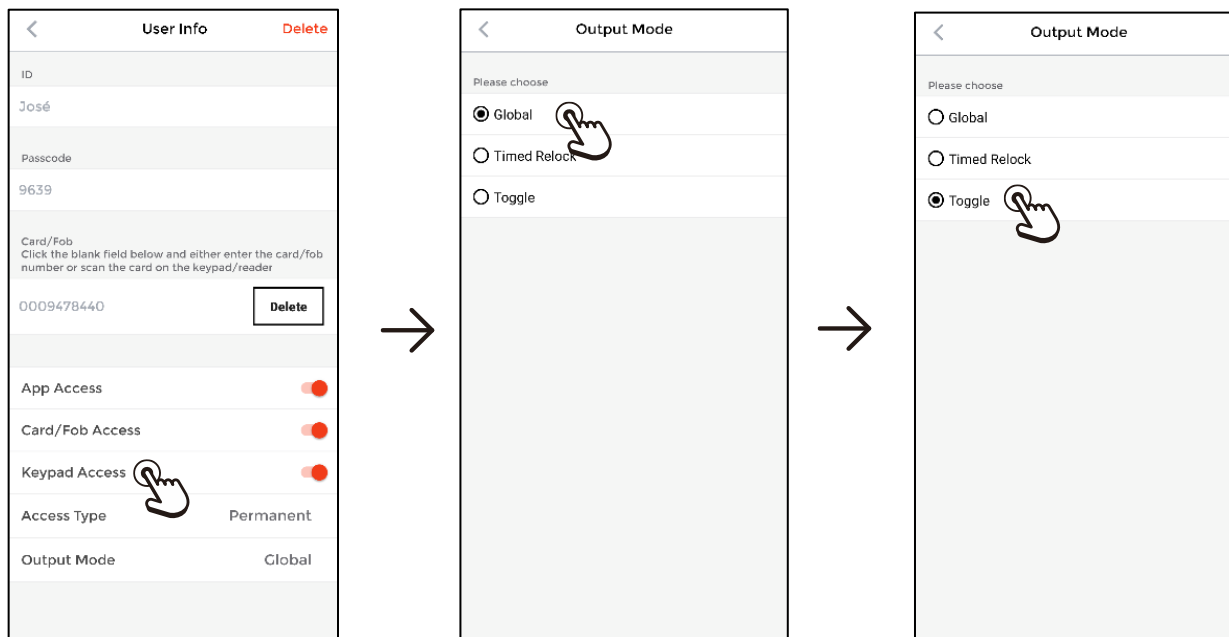 User Info
Delete
ID
José
Passcode
9639
Card/Fob
Click the blank field below and either enter the card/fob
number or scan the card on the keypad/reader
0009478440
Delete
App Access
Card/Fob Access
Keypad Access
Access Type
Permanent
Output Mode
Global
Output Mode
Please choose
Global
Timed Relock
Toggle
Output Mode
Please choose
Global
Timed Relock
Toggle